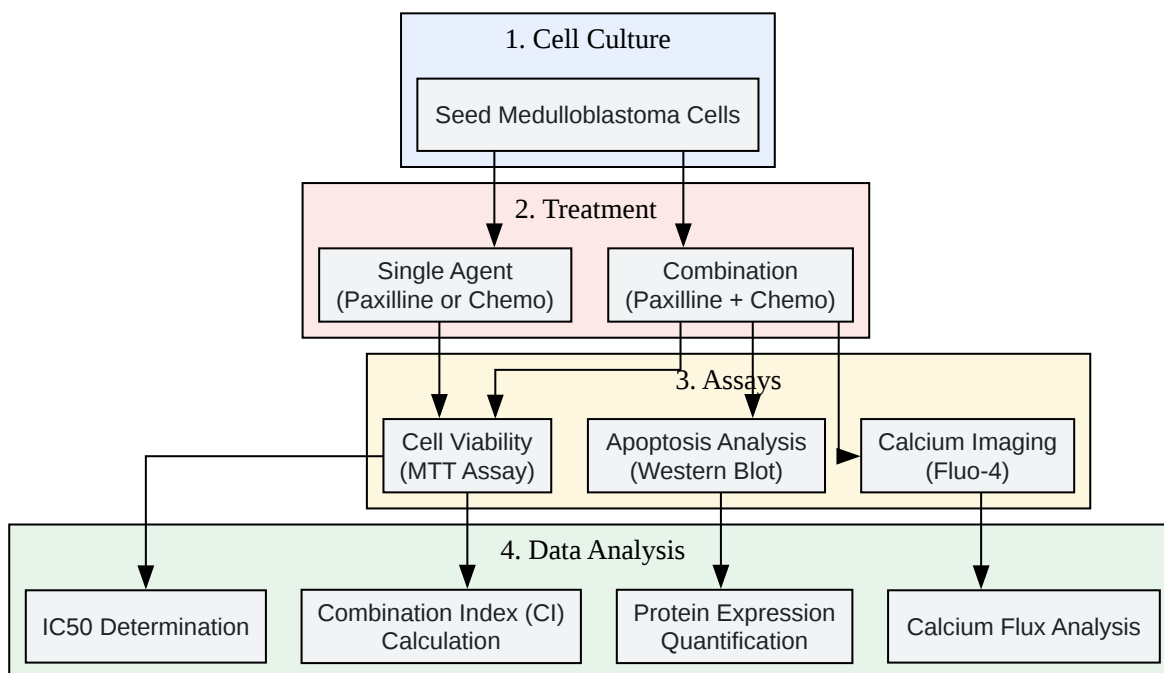 1. Cell Culture
Seed Medulloblastoma Cells
2. Treatment
Single Agent
(Paxilline or Chemo)
Combination
(Paxilline + Chemo)
3. Assays
Cell Viability
(MTT Assay)
Apoptosis Analysis
(Western Blot)
Calcium Imaging
(Fluo-4)
4. Data Analysis
IC50 Determination
Combination Index (CI)
Calculation
Protein Expression
Quantification
Calcium Flux Analysis